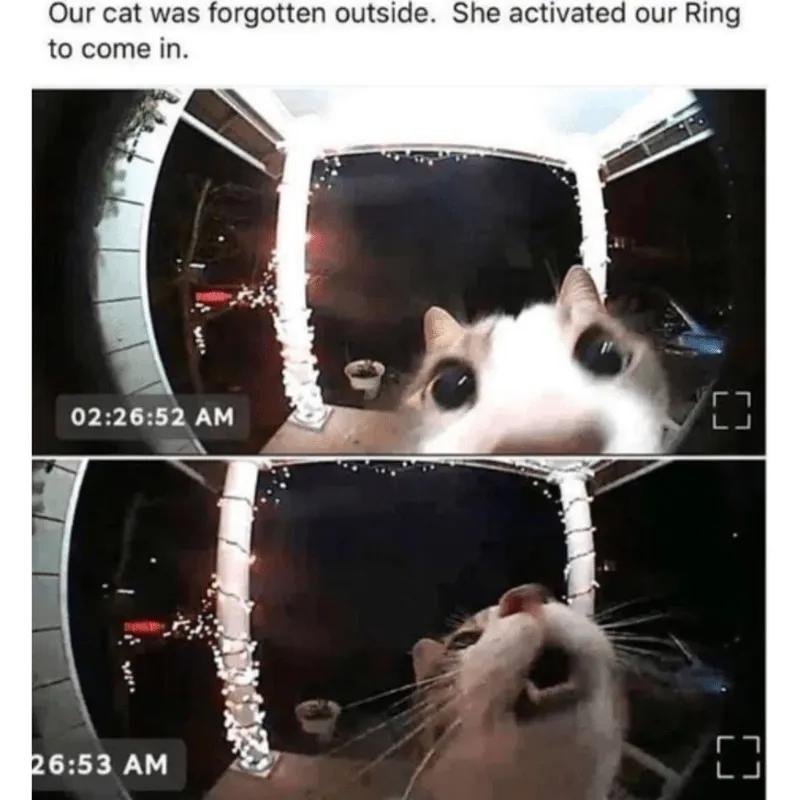 Our cat was forgotten outside. She activated our Ring
to come in.
02:26:52 AM
26:53 AM